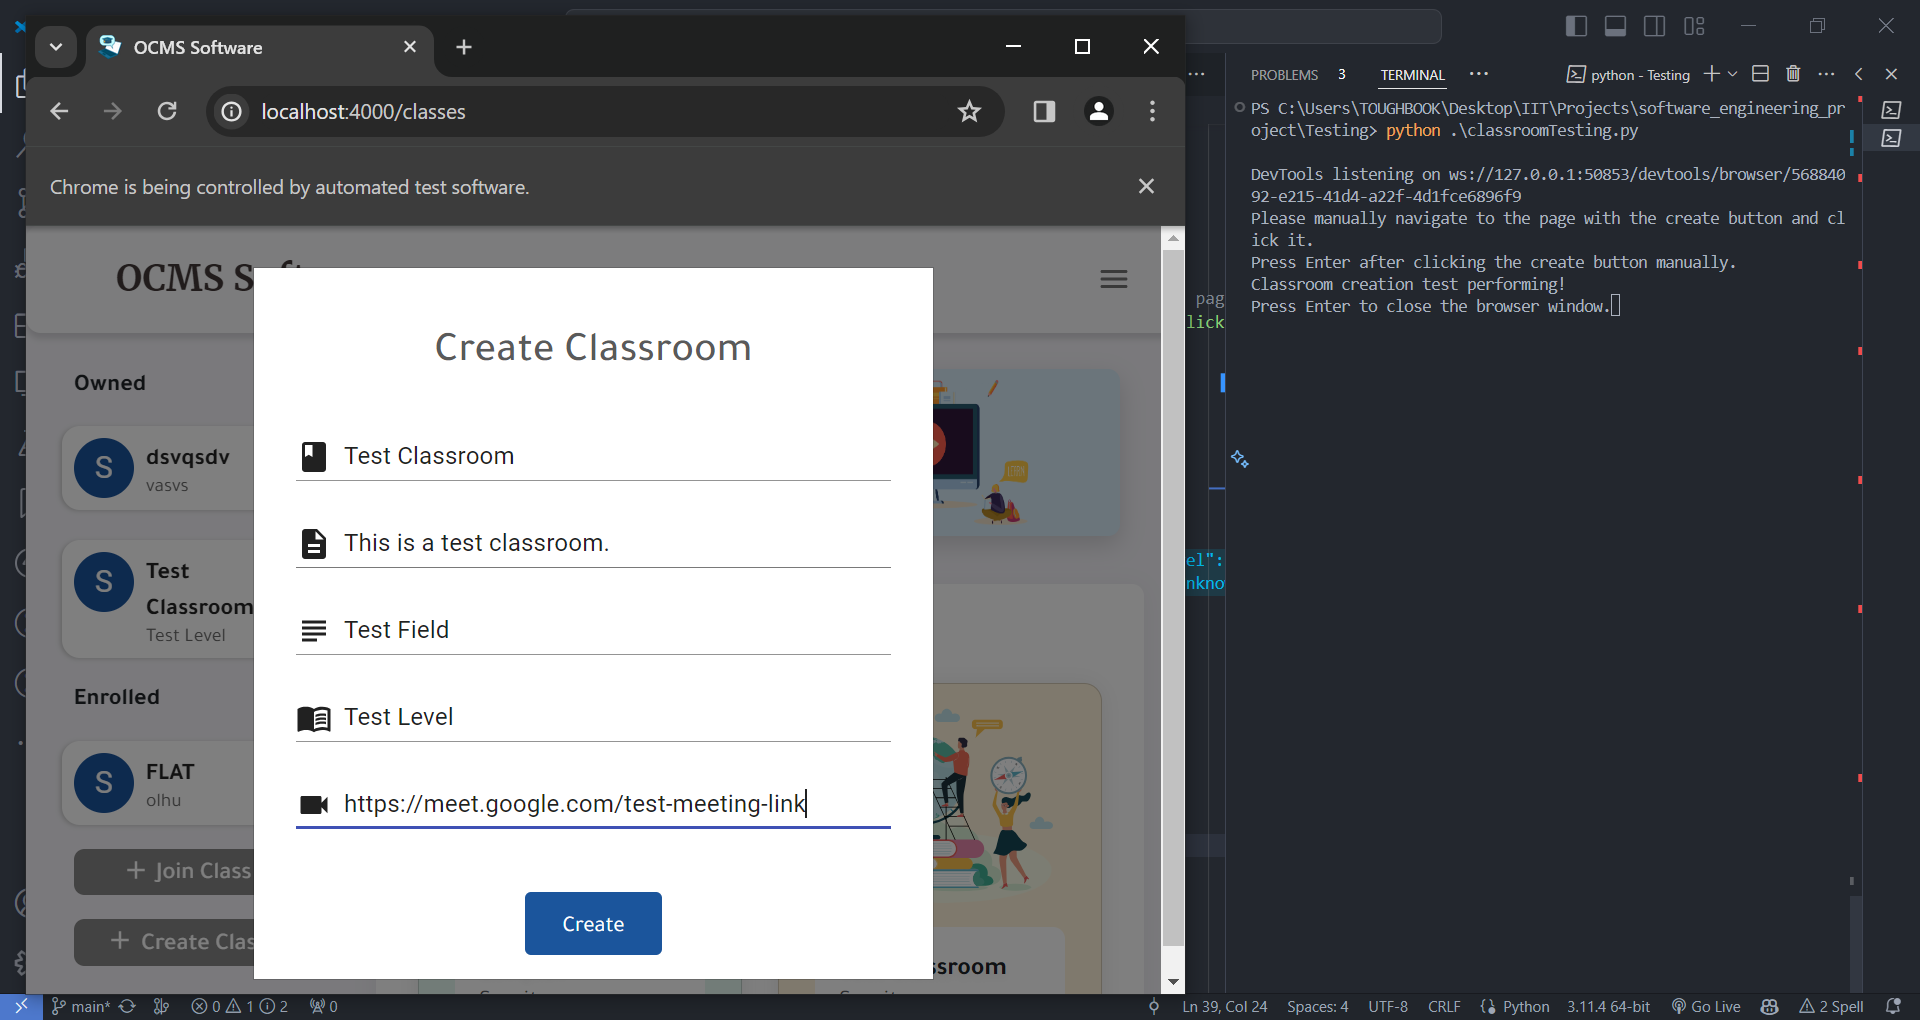 OCMS Software
localhost:4000/classes
Chrome is being controlled by automated test software.
OCMS S
Owned
S
dsvqsdv
vasvs
S
Test
Classroom
Test Level
Enrolled
S
FLAT
olhu
+ Join Class
+ Create Clas
Create Classroom
Test Classroom
This is a test classroom.
Test Field
Test Level
https://meet.google.com/test-meeting-link
Create
ssroom
pag
lick
el":
nkno
PROBLEMS 3 TERMINAL ... python - Testing
PS C:\Users\TOUGHBOOK\Desktop\IIT\Projects\software_engineering_pr
oject\Testing> python .\classroomTesting.py
DevTools listening on ws://127.0.0.1:50853/devtools/browser/568840
92-e215-41d4-a22f-4d1fce6896f9
Please manually navigate to the page with the create button and cl
ick it.
Press Enter after clicking the create button manually.
Classroom creation test performing!
Press Enter to close the browser window.
main* 0 1 2 0 Ln 39, Col 24 Spaces: 4 UTF-8 CRLF Python 3.11.4 64-bit Go Live 2 Spell